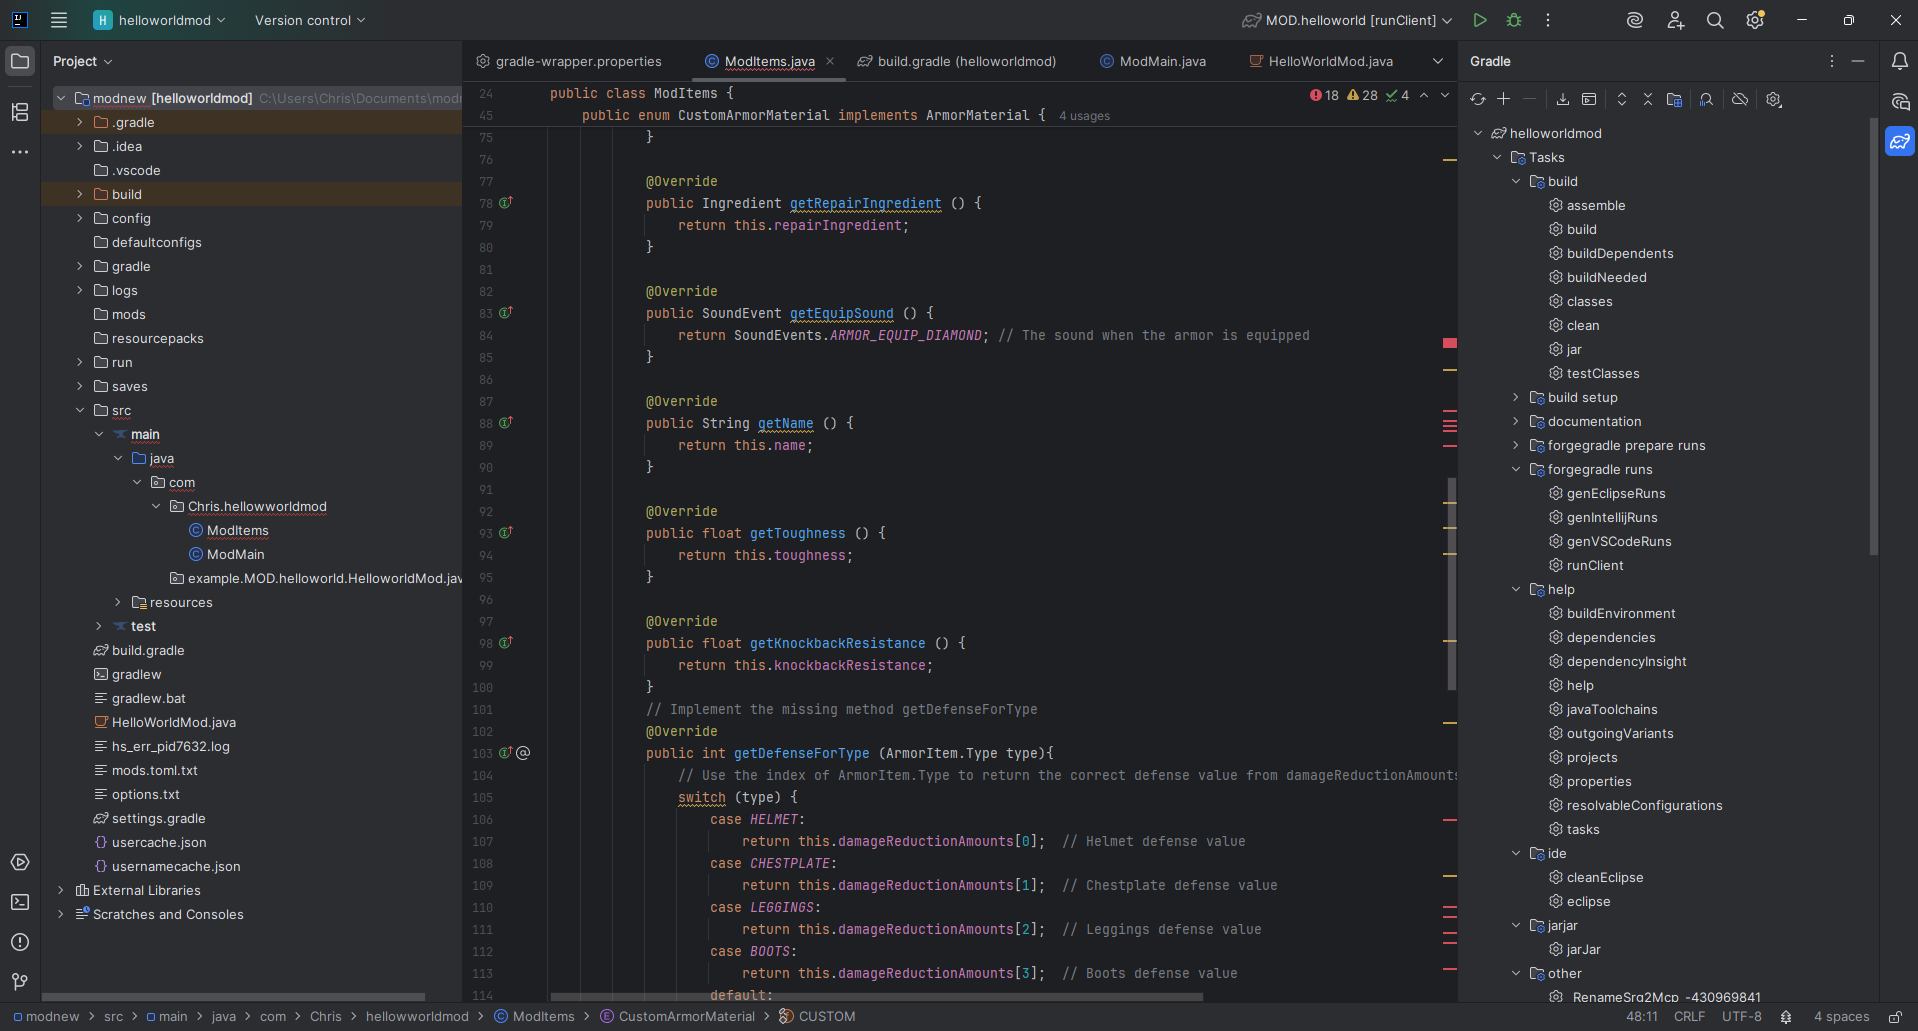 H helloworldmod Version control MOD.helloworld [runClient]
Project
modnew [helloworldmod] C:\Users\Chris\Documents\modn
.gradle
.idea
.vscode
build
config
defaultconfigs
gradle
logs
mods
resourcepacks
run
saves
src
main
java
com
Chris.hellowworldmod
ModItems
ModMain
example.MOD.helloworld.HelloworldMod.jav
resources
test
build.gradle
gradlew
gradlew.bat
HelloWorldMod.java
hs_err_pid7632.log
mods.toml.txt
options.txt
settings.gradle
usercache.json
usernamecache.json
External Libraries
Scratches and Consoles
gradle-wrapper.properties ModItems.java build.gradle (helloworldmod) ModMain.java HelloWorldMod.java
18 28 4
24 public class ModItems {
45 public enum CustomArmorMaterial implements ArmorMaterial { 4 usages
75 }
76
77 @Override
78 public Ingredient getRepairIngredient () {
79 return this.repairIngredient;
80 }
81
82 @Override
83 public SoundEvent getEquipSound () {
84 return SoundEvents.ARMOR_EQUIP_DIAMOND; // The sound when the armor is equipped
85 }
86
87 @Override
88 public String getName () {
89 return this.name;
90 }
91
92 @Override
93 public float getToughness () {
94 return this.toughness;
95 }
96
97 @Override
98 public float getKnockbackResistance () {
99 return this.knockbackResistance;
100 }
101 // Implement the missing method getDefenseForType
102 @Override
103 @ public int getDefenseForType (ArmorItem.Type type){
104 // Use the index of ArmorItem.Type to return the correct defense value from damageReductionAmounts
105 switch (type) {
106 case HELMET:
107 return this.damageReductionAmounts[0]; // Helmet defense value
108 case CHESTPLATE:
109 return this.damageReductionAmounts[1]; // Chestplate defense value
110 case LEGGINGS:
111 return this.damageReductionAmounts[2]; // Leggings defense value
112 case BOOTS:
113 return this.damageReductionAmounts[3]; // Boots defense value
114 default:
Gradle
helloworldmod
Tasks
build
assemble
build
buildDependents
buildNeeded
classes
clean
jar
testClasses
build setup
documentation
forgegradle prepare runs
forgegradle runs
genEclipseRuns
genIntellijRuns
genVSCodeRuns
runClient
help
buildEnvironment
dependencies
dependencyInsight
help
javaToolchains
outgoingVariants
projects
properties
resolvableConfigurations
tasks
ide
cleanEclipse
eclipse
jarjar
jarJar
other
_RenameSrg2Mcp_-430969841
modnew > src > main > java > com > Chris > hellowworldmod > ModItems > CustomArmorMaterial > CUSTOM 48:11 CRLF UTF-8 4 spaces